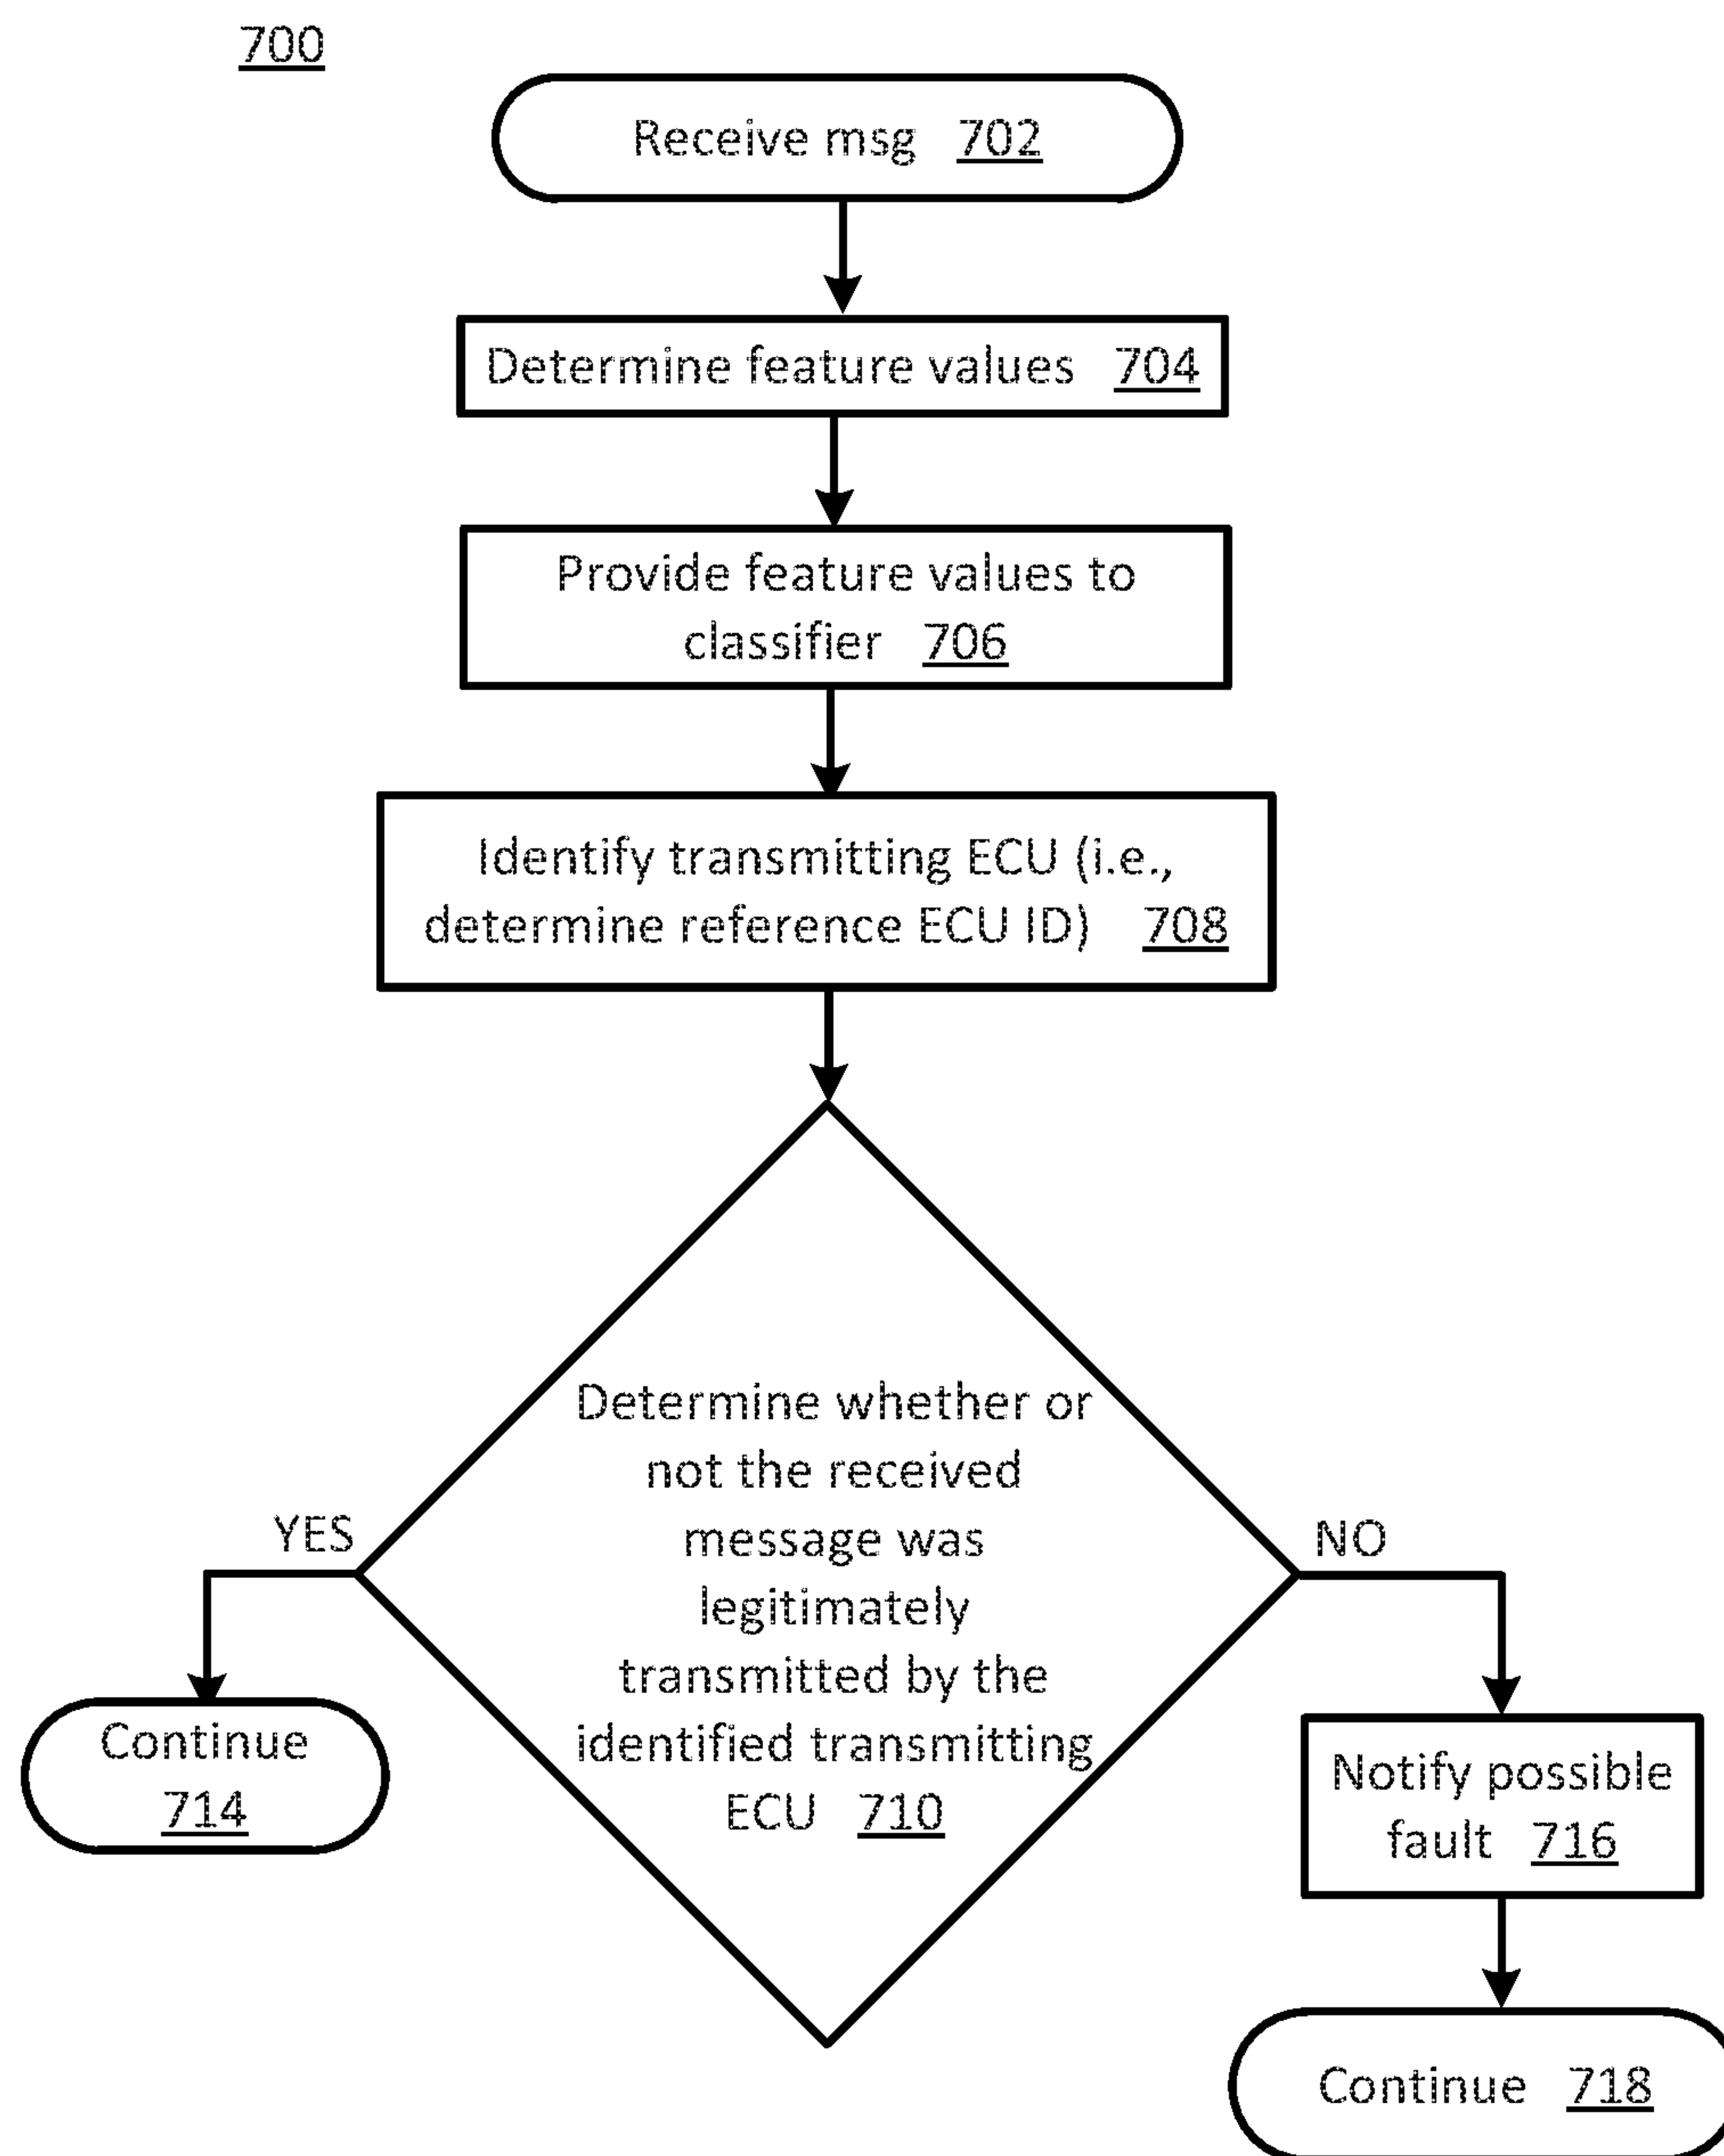 700
Receive msg 702
Determine feature values 704
Provide feature values to
classifier 706
Identify transmitting ECU (i.e.,
determine reference ECU ID) 708
Determine whether or
not the received
message was
legitimately
transmitted by the
identified transmitting
ECU 710
YES
NO
Continue
714
Notify possible
fault 716
Continue 718